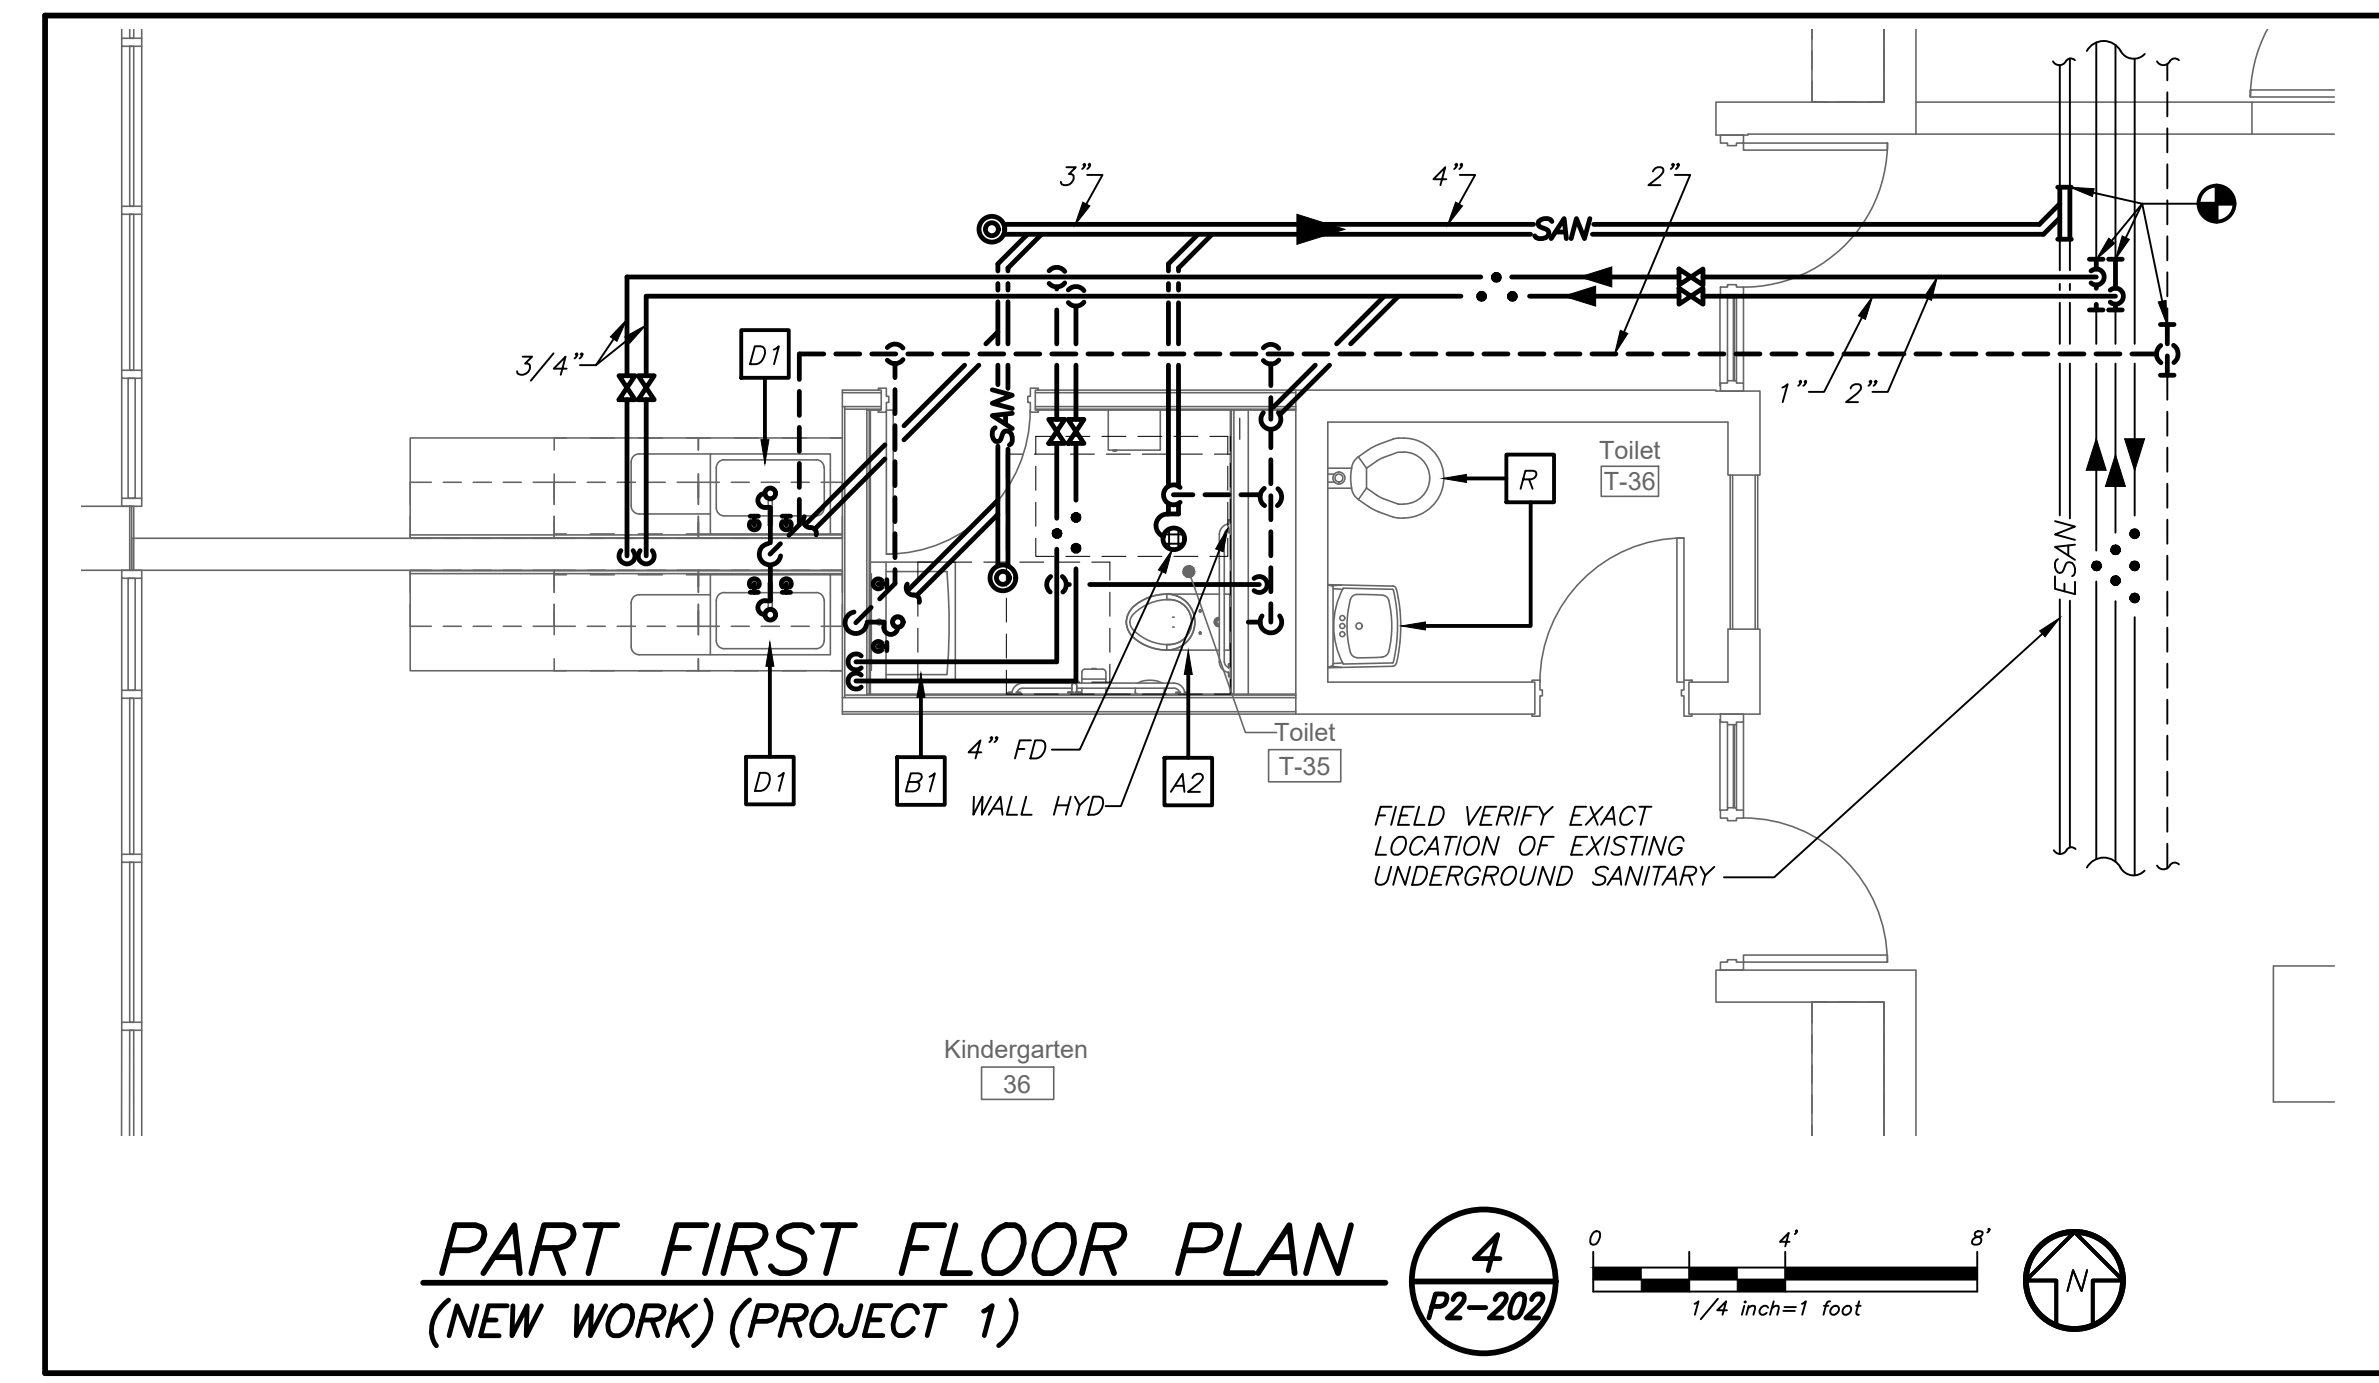 3" 4" 2"
SAN
3/4"
D1
1" 2"
SAN
Toilet
T-36
R
ESAN
4" FD
Toilet
T-35
D1
B1
A2
WALL HYD
FIELD VERIFY EXACT
LOCATION OF EXISTING
UNDERGROUND SANITARY
Kindergarten
36
PART FIRST FLOOR PLAN
(NEW WORK) (PROJECT 1)
4
P2-202
0 4' 8'
1/4 inch=1 foot
N